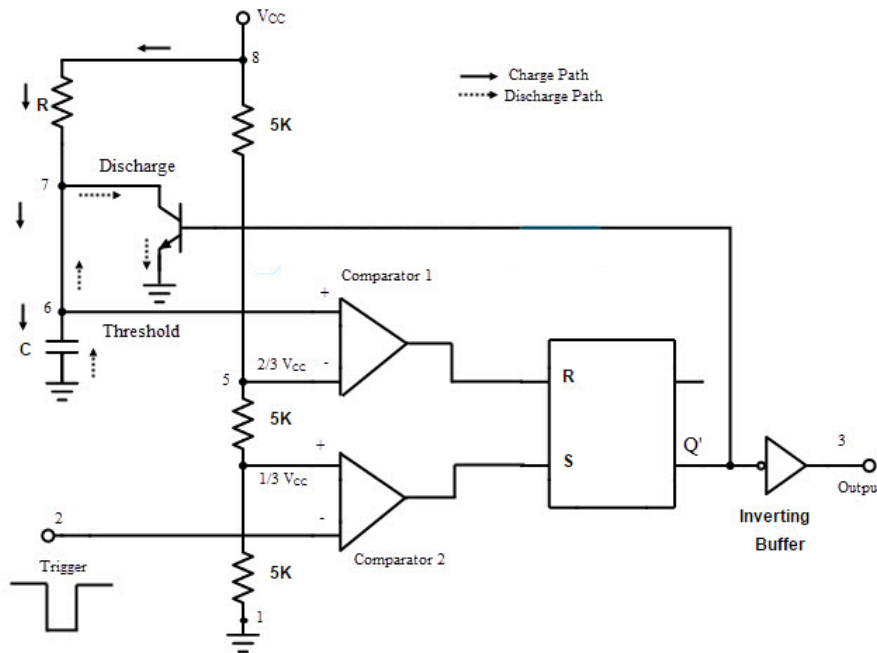 VCC
8
R
5K
Charge Path
Discharge Path
Discharge
7
Comparator 1
+
6
Threshold
C
2/3 VCC
-
5
R
5K
Q'
3
+
S
1/3 VCC
Outpu
2
-
Inverting
Buffer
Trigger
5K
Comparator 2
1